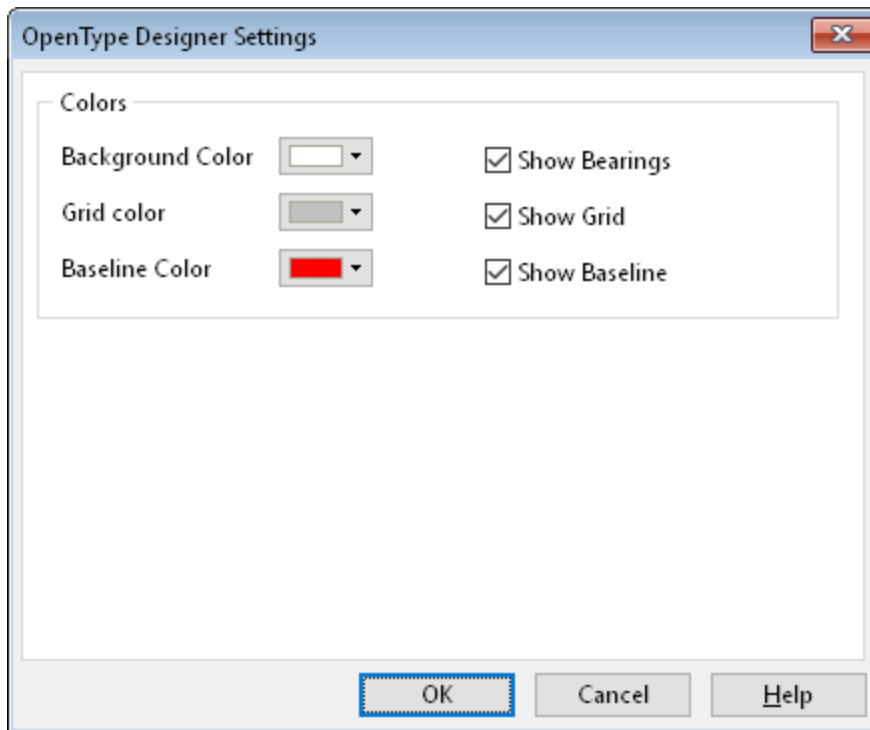 OpenType Designer Settings
Colors
Background Color
Show Bearings
Grid color
Show Grid
Baseline Color
Show Baseline
OK
Cancel
Help